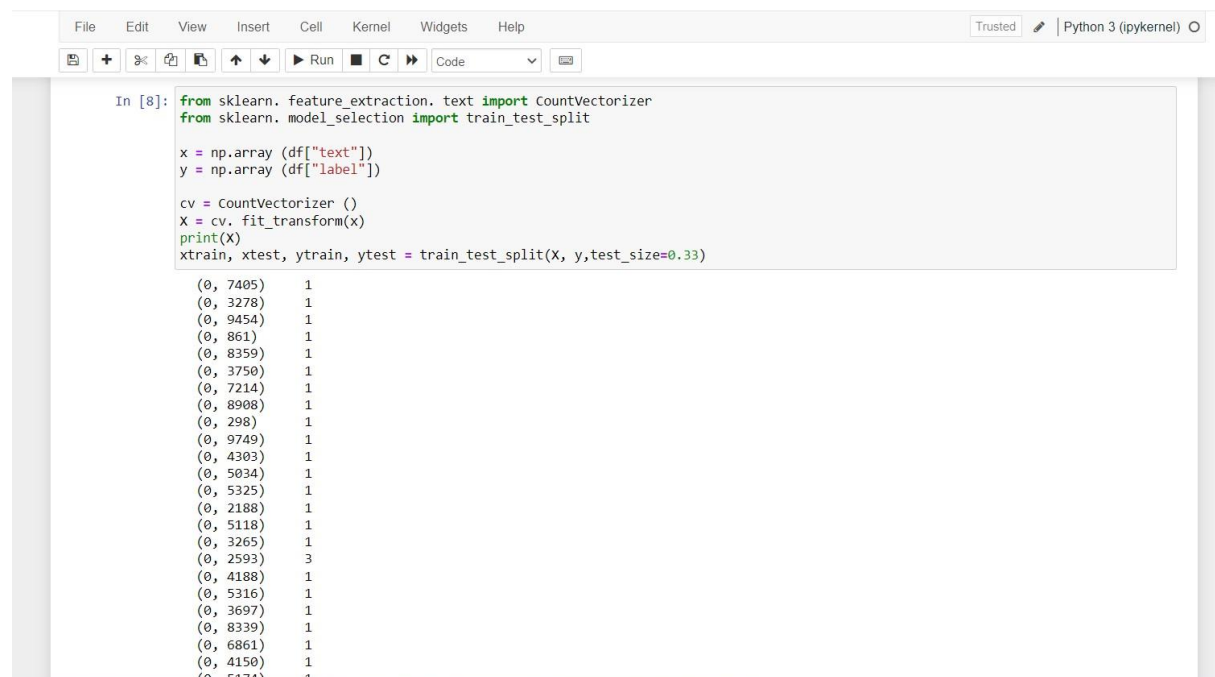 File Edit View Insert Cell Kernel Widgets Help Trusted Python 3 (ipykernel)
Run Code
In [8]: from sklearn. feature_extraction. text import CountVectorizer
from sklearn. model_selection import train_test_split
x = np.array (df["text"])
y = np.array (df["label"])
cv = CountVectorizer ()
X = cv. fit_transform(x)
print(X)
xtrain, xtest, ytrain, ytest = train_test_split(X, y,test_size=0.33)
(0, 7405) 1
(0, 3278) 1
(0, 9454) 1
(0, 861) 1
(0, 8359) 1
(0, 3750) 1
(0, 7214) 1
(0, 8908) 1
(0, 298) 1
(0, 9749) 1
(0, 4303) 1
(0, 5034) 1
(0, 5325) 1
(0, 2188) 1
(0, 5118) 1
(0, 3265) 1
(0, 2593) 3
(0, 4188) 1
(0, 5316) 1
(0, 3697) 1
(0, 8339) 1
(0, 6861) 1
(0, 4150) 1